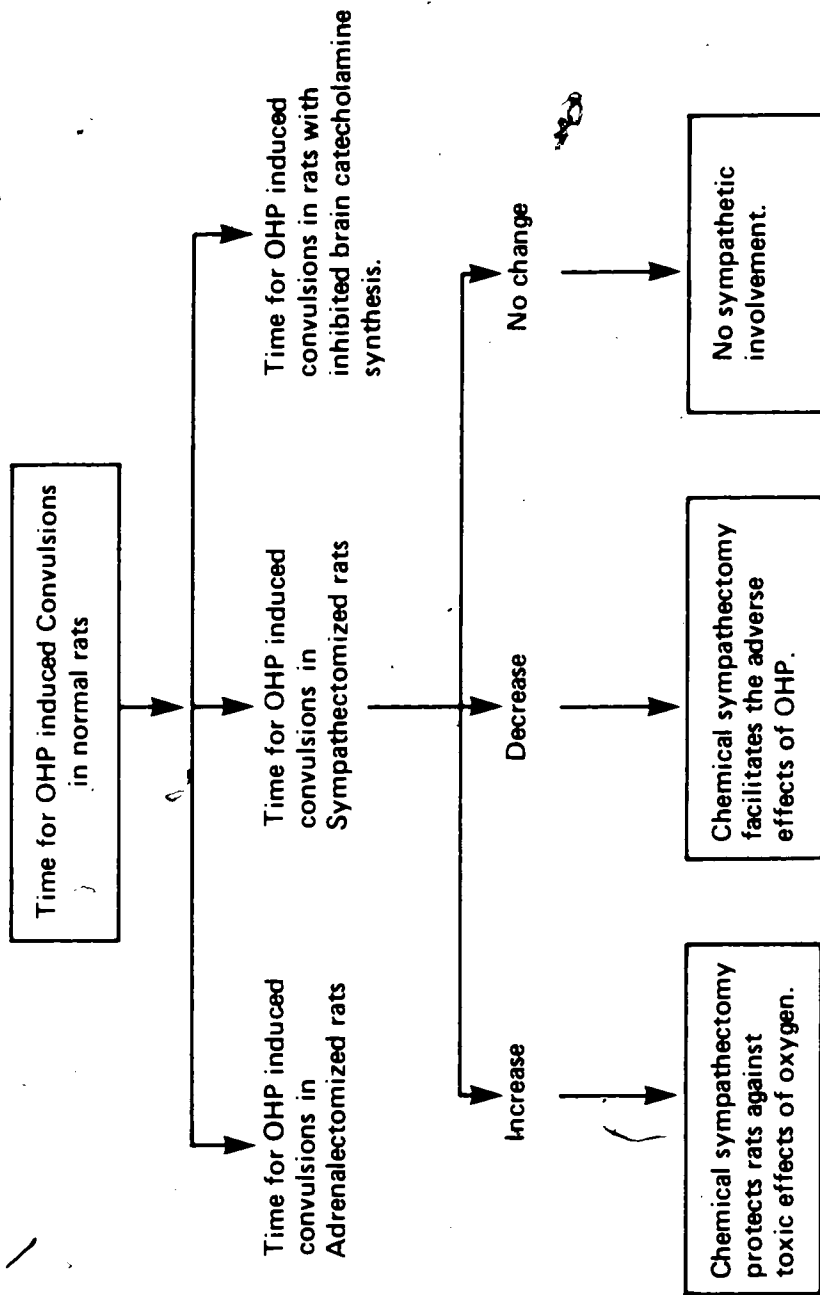 Time for OHP induced Convulsions
in normal rats
Time for OHP induced
convulsions in
Adrenalectomized rats
Time for OHP induced
convulsions in
Sympathectomized rats
Time for OHP induced
convulsions in rats with
inhibited brain catecholamine
synthesis.
Increase
Decrease
No change
Chemical sympathectomy
protects rats against
toxic effects of oxygen.
Chemical sympathectomy
facilitates the adverse
effects of OHP.
No sympathetic
involvement.